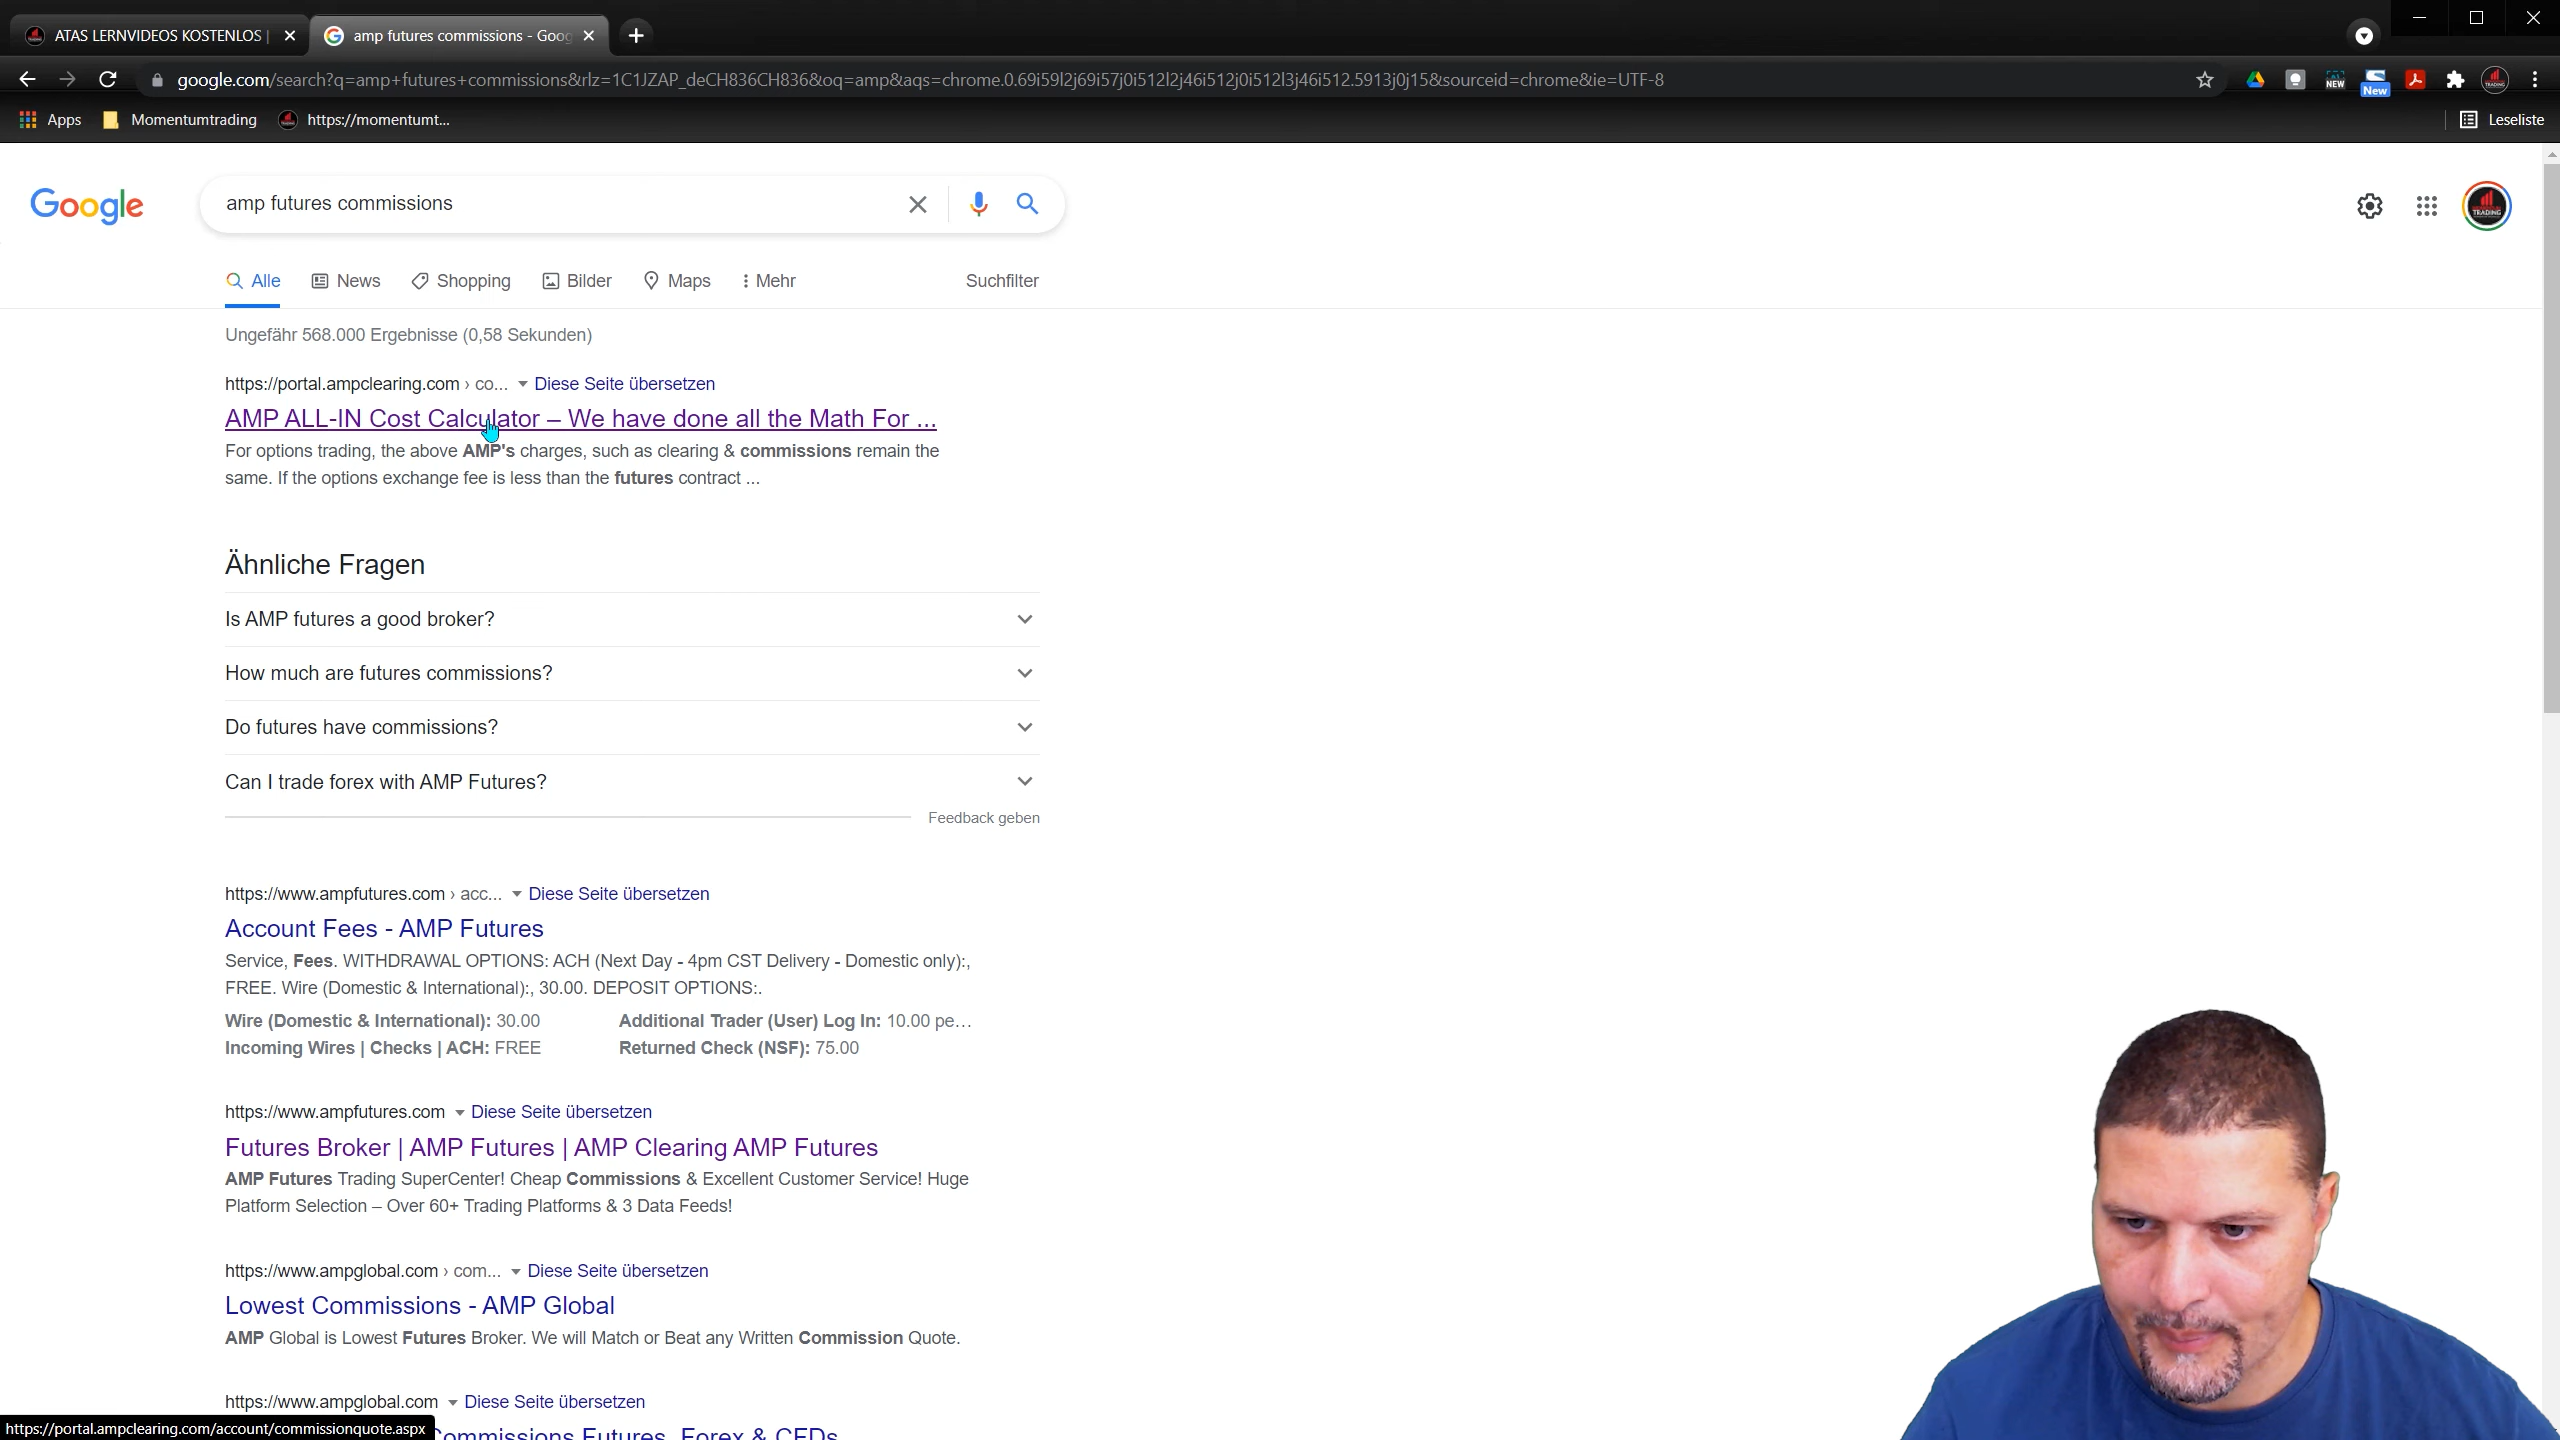 ATAS LERNVIDEOS KOSTENLOS |
amp futures commissions - Goog
google.com/search?q=amp+futures+commissions&rlz=1C1JZAP_deCH836CH836&oq=amp&aqs=chrome.0.69i59l2j69i57j0i512l2j46i512j0i512l3j46i512.5913j0j15&sourceid=chrome&ie=UTF-8
NEW
New
Apps
Momentumtrading
https://momentumt...
Leseliste
Google
amp futures commissions
TRADING
Alle
News
Shopping
Bilder
Maps
Mehr
Suchfilter
Ungefähr 568.000 Ergebnisse (0,58 Sekunden)
https://portal.ampclearing.com › co... Diese Seite übersetzen
AMP ALL-IN Cost Calculator – We have done all the Math For ...
For options trading, the above AMP's charges, such as clearing & commissions remain the
same. If the options exchange fee is less than the futures contract ...
Ähnliche Fragen
Is AMP futures a good broker?
How much are futures commissions?
Do futures have commissions?
Can I trade forex with AMP Futures?
Feedback geben
https://www.ampfutures.com › acc... Diese Seite übersetzen
Account Fees - AMP Futures
Service, Fees. WITHDRAWAL OPTIONS: ACH (Next Day - 4pm CST Delivery - Domestic only):,
FREE. Wire (Domestic & International):, 30.00. DEPOSIT OPTIONS:.
Wire (Domestic & International): 30.00
Additional Trader (User) Log In: 10.00 pe...
Incoming Wires | Checks | ACH: FREE
Returned Check (NSF): 75.00
https://www.ampfutures.com Diese Seite übersetzen
Futures Broker | AMP Futures | AMP Clearing AMP Futures
AMP Futures Trading SuperCenter! Cheap Commissions & Excellent Customer Service! Huge
Platform Selection – Over 60+ Trading Platforms & 3 Data Feeds!
https://www.ampglobal.com › com... Diese Seite übersetzen
Lowest Commissions - AMP Global
AMP Global is Lowest Futures Broker. We will Match or Beat any Written Commission Quote.
https://www.ampglobal.com Diese Seite übersetzen
Commissions Futures, Forex & CFDs
https://portal.ampclearing.com/account/commissionquote.aspx